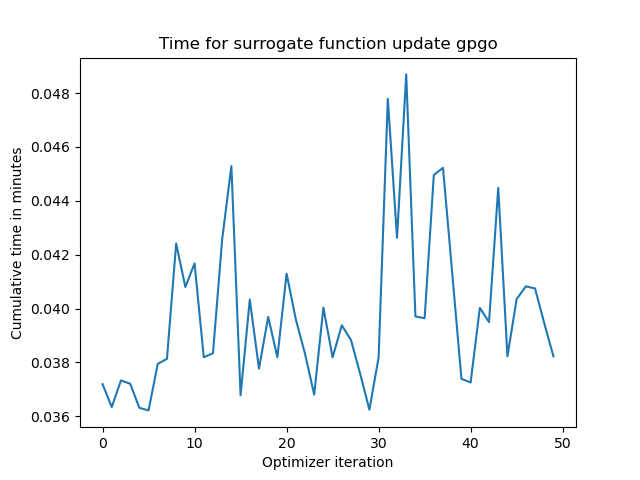 Time for surrogate function update gpgo
0.048
0.046
0.044
0.042
0.040
0.038
0.036
Cumulative time in minutes
0 10 20 30 40 50
Optimizer iteration